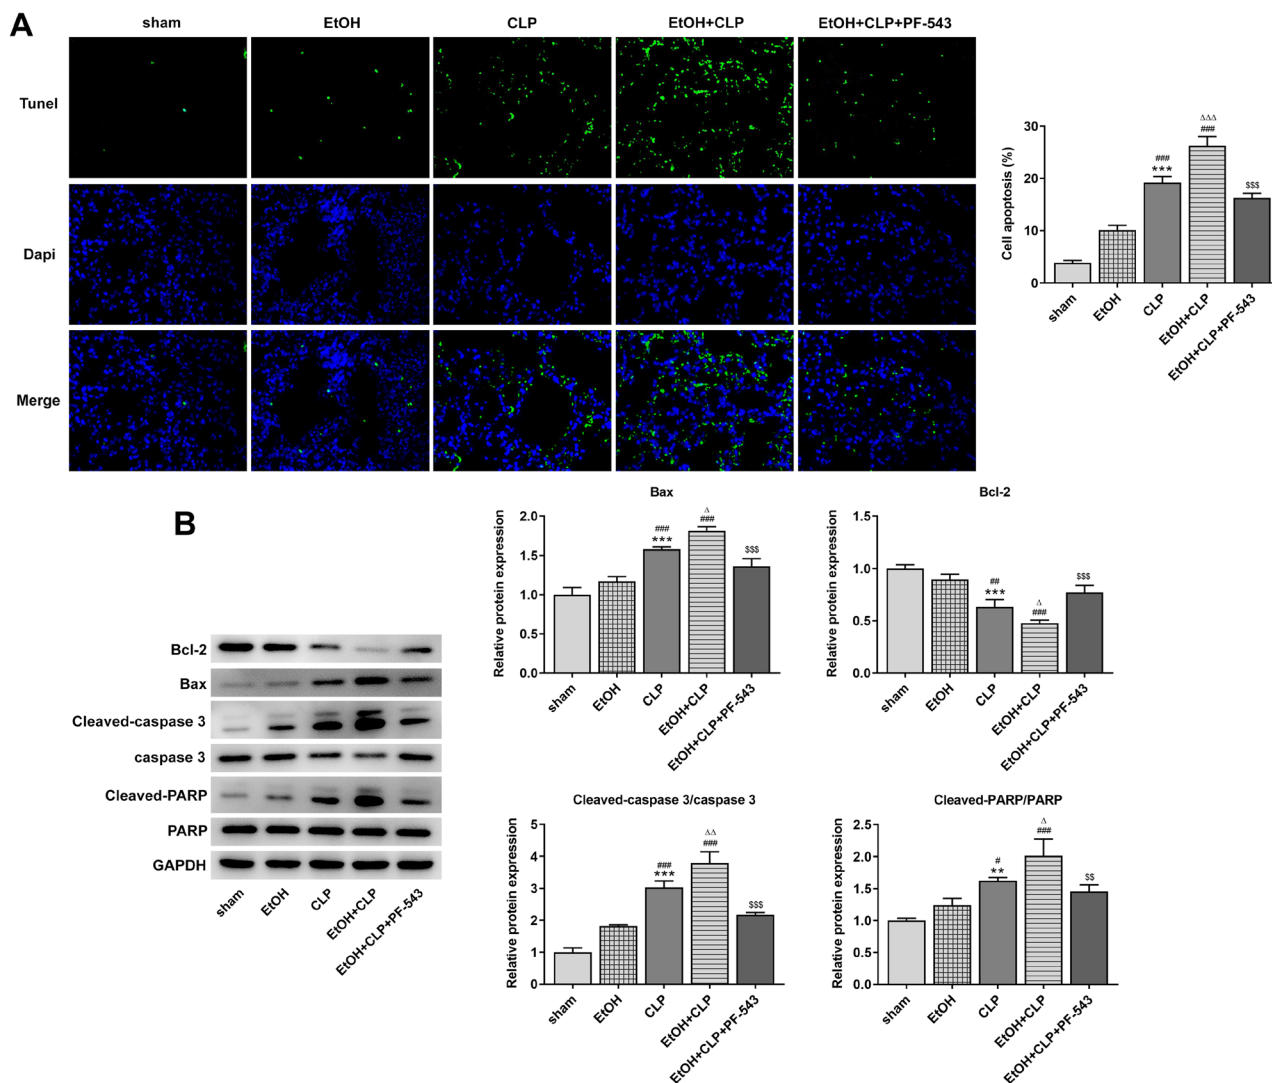 A
sham EtOH CLP EtOH+CLP EtOH+CLP+PF-543
Tunel
Dapi
Merge
Cell apoptosis (%)
30
20
10
0
###
***
ΔΔΔ
###
$$$
sham EtOH CLP EtOH+CLP EtOH+CLP+PF-543
B
Bcl-2
Bax
Cleaved-caspase 3
caspase 3
Cleaved-PARP
PARP
GAPDH
sham EtOH CLP EtOH+CLP EtOH+CLP+PF-543
Bax
Relative protein expression
2.0
1.5
1.0
0.5
0.0
###
***
Δ
###
$$$
sham EtOH CLP EtOH+CLP EtOH+CLP+PF-543
Bcl-2
Relative protein expression
1.5
1.0
0.5
0.0
##
***
Δ
###
$$$
sham EtOH CLP EtOH+CLP EtOH+CLP+PF-543
Cleaved-caspase 3/caspase 3
Relative protein expression
5
4
3
2
1
0
###
***
ΔΔ
###
$$$
sham EtOH CLP EtOH+CLP EtOH+CLP+PF-543
Cleaved-PARP/PARP
Relative protein expression
2.5
2.0
1.5
1.0
0.5
0.0
#
**
Δ
###
$$
sham EtOH CLP EtOH+CLP EtOH+CLP+PF-543